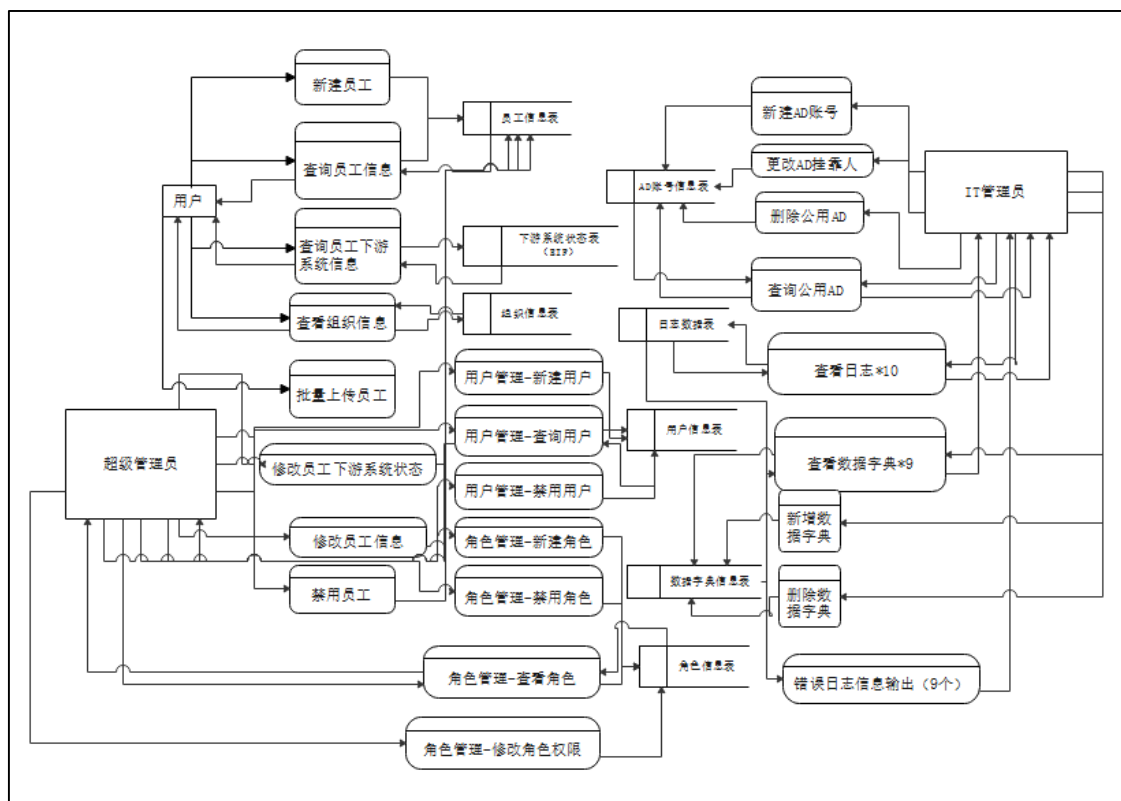 新建员工
员工信息表
查询员工信息
用户
查询员工下游
系统信息
下游系统状态表
查看组织信息
组织信息表
批量上传员工
超级管理员
修改员工下游系统状态
修改员工信息
禁用员工
用户管理-新建用户
用户管理-查询用户
用户信息表
用户管理-禁用用户
角色管理-新建角色
角色管理-禁用角色
角色管理-查看角色
角色信息表
角色管理-修改角色权限
新建AD账号
更改AD挂靠人
AD账号信息表
IT管理员
删除公用AD
查询公用AD
日志数据表
查看日志*10
查看数据字典*9
新增数
据字典
数据字典信息表
删除数
据字典
错误日志信息输出（9个）